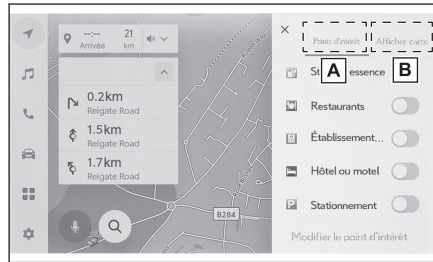 --:-- 21
Arrivée km
0.2km
Reigate Road
1.5km
Reigate Road
1.7km
Reigate Road
B284
Points d'intérêt Afficher carte
A B
St essence
Restaurants
Établissement...
Hôtel ou motel
Stationnement
Modifier le point d'intérêt